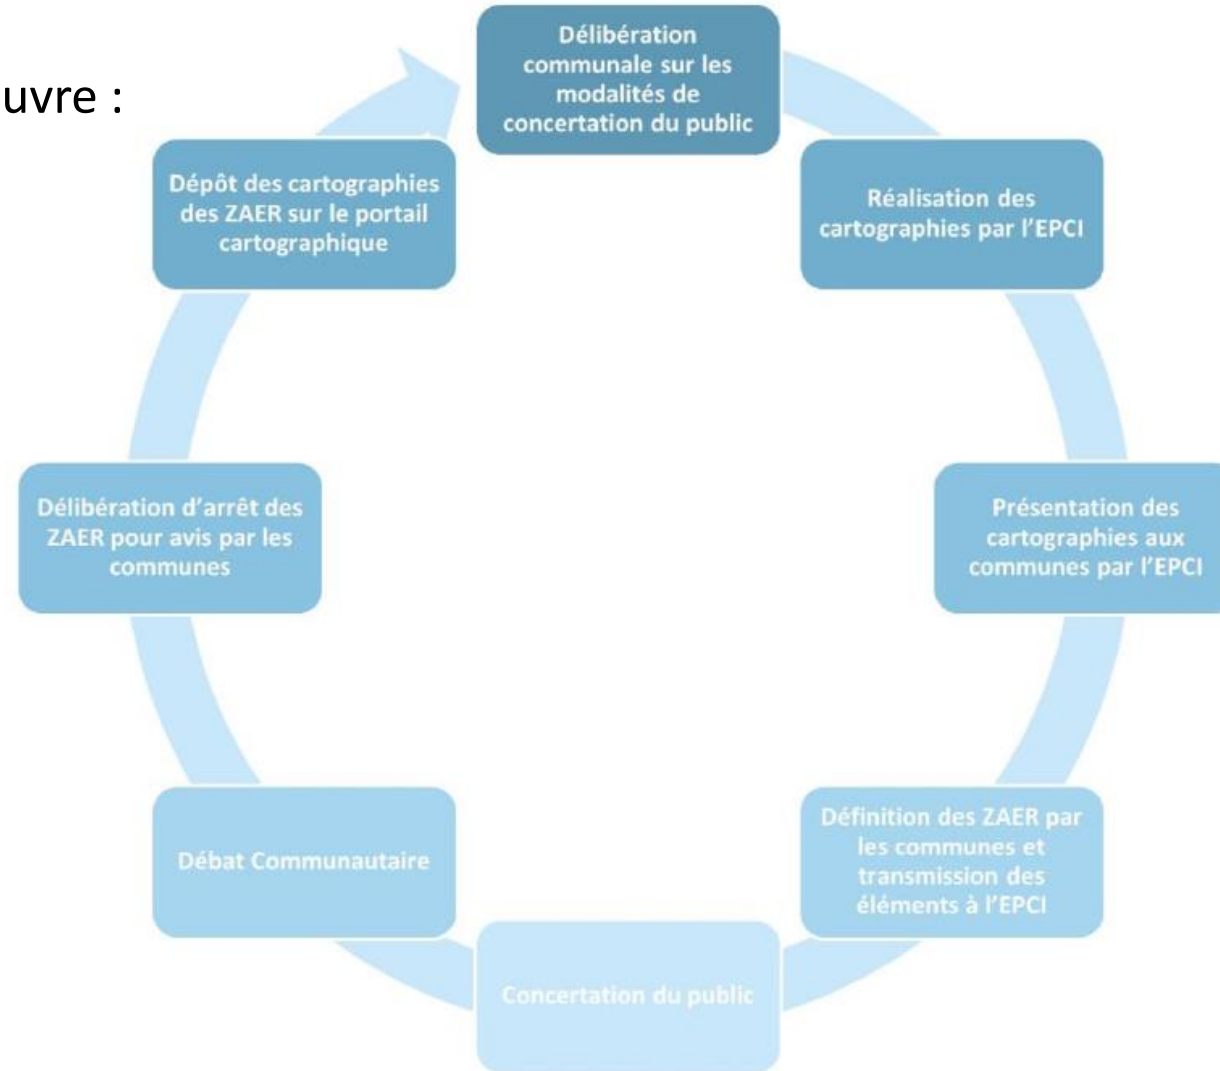 uvre :
Délibération
communale sur les
modalités de
concertation du public
Réalisation des
cartographies par l'EPCI
Présentation des
cartographies aux
communes par l'EPCI
Définition des ZAER par
les communes et
transmission des
éléments à l'EPCI
Concertation du public
Débat Communautaire
Délibération d'arrêt des
ZAER pour avis par les
communes
Dépôt des cartographies
des ZAER sur le portail
cartographique